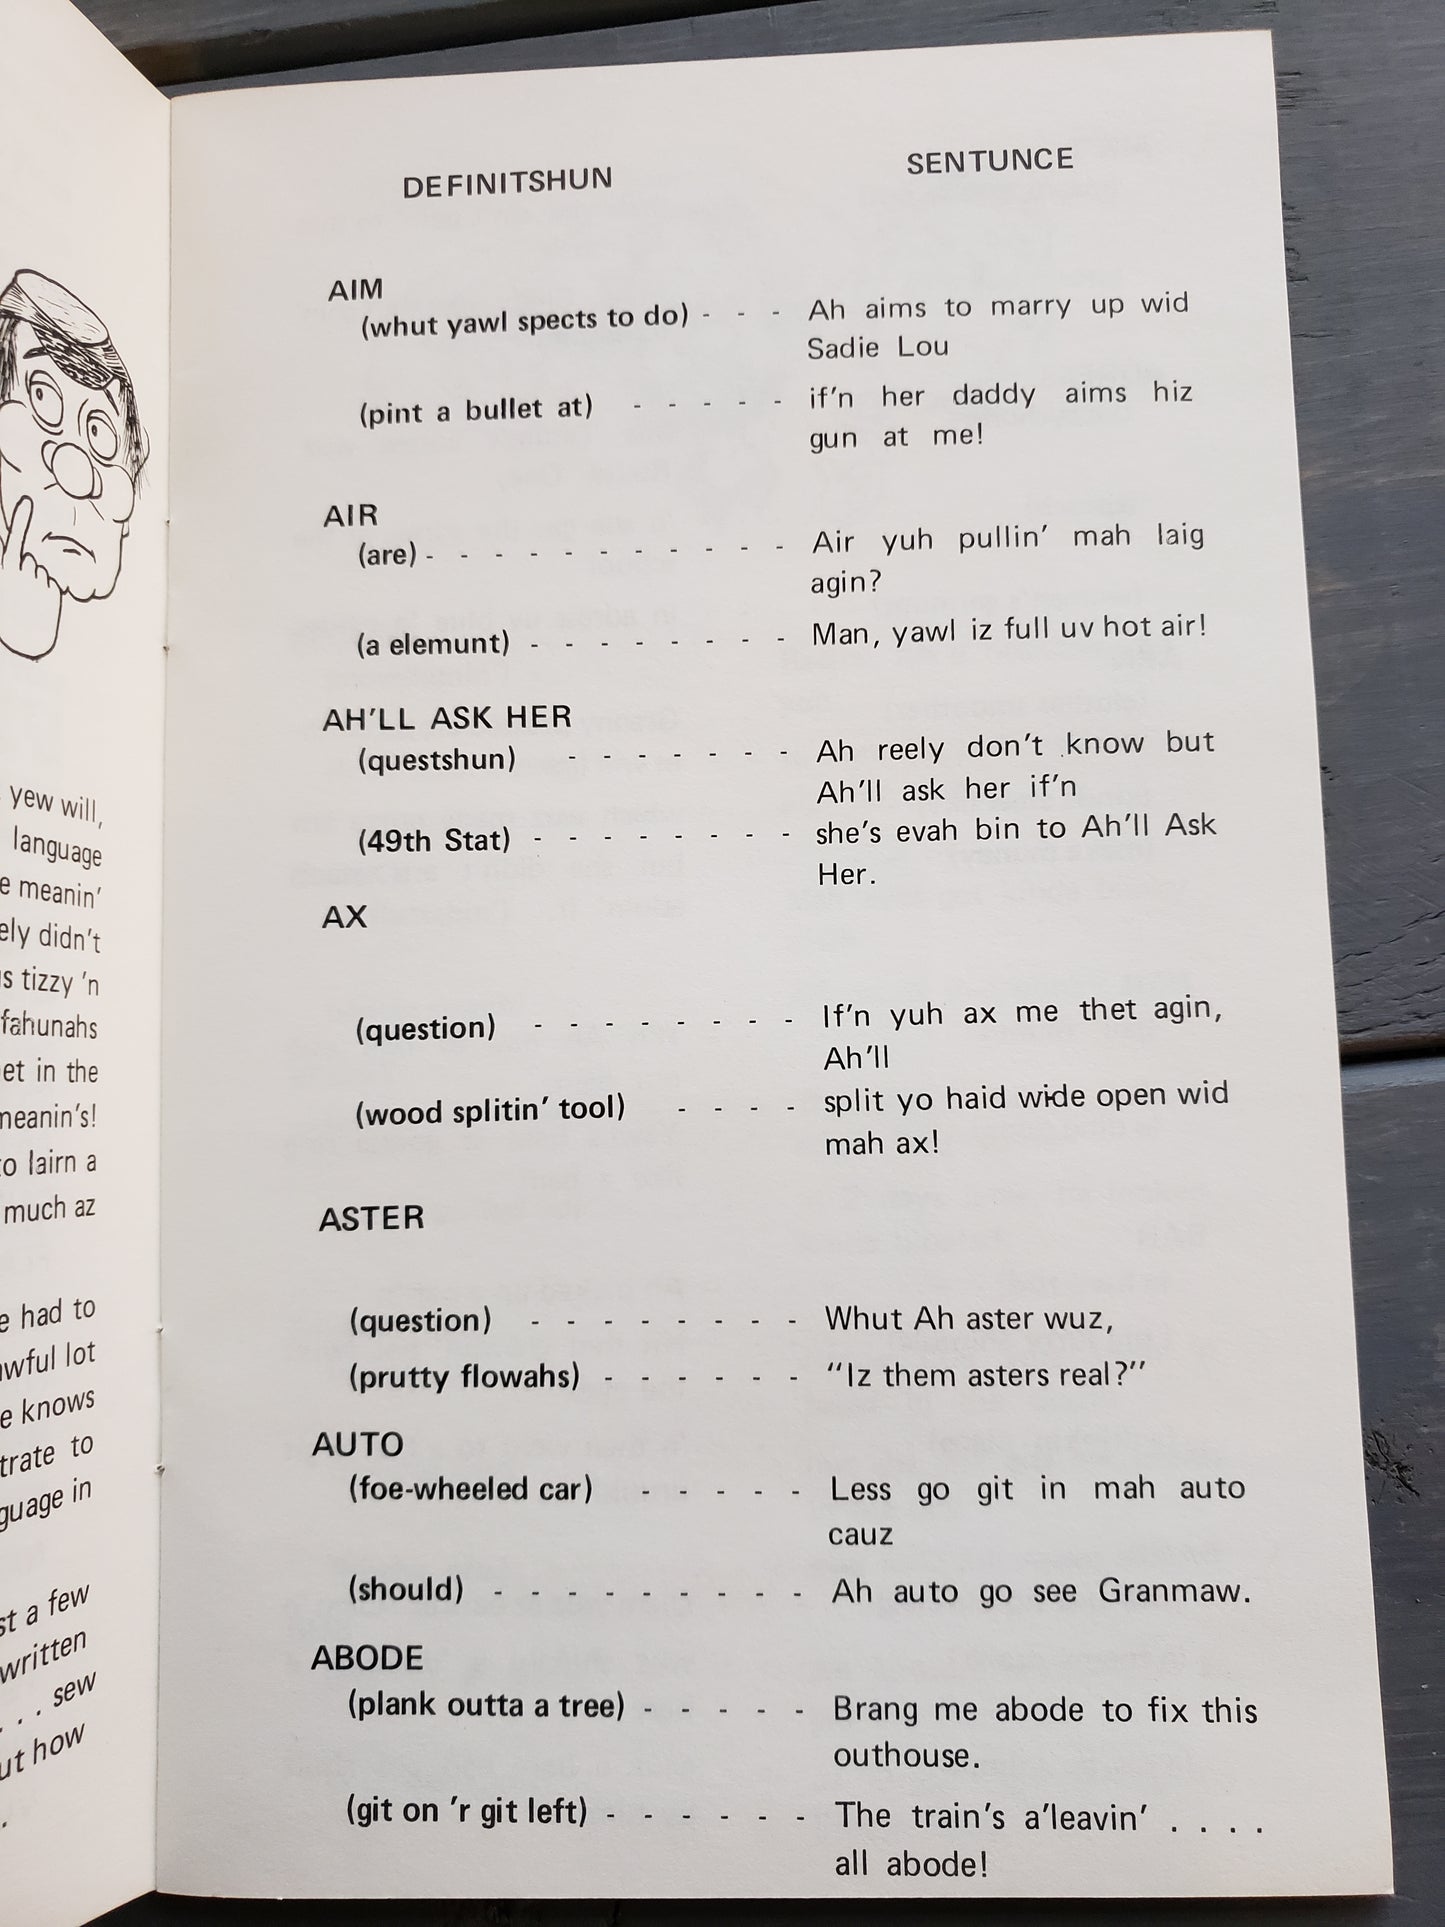 yew will,
language
meanin'
didn't
tizzy 'n
fahunahs
in the
meanin's!
lairn a
much az
had to
lot
knows
to
in
a few
written
. . . sew
how
.
DEFINITSHUN SENTUNCE
AIM
(whut yawl spects to do) - - - Ah aims to marry up wid
Sadie Lou
(pint a bullet at) - - - - - if'n her daddy aims hiz
gun at me!
AIR
(are) - - - - - - - - - - - Air yuh pullin' mah laig
agin?
(a elemunt) - - - - - - - - Man, yawl iz full uv hot air!
AH'LL ASK HER
(questshun) - - - - - - - Ah reely don't know but
Ah'll ask her if'n
(49th Stat) - - - - - - - - she's evah bin to Ah'll Ask
Her.
AX
(question) - - - - - - - - If'n yuh ax me thet agin,
Ah'll
(wood splitin' tool) - - - - split yo haid wide open wid
mah ax!
ASTER
(question) - - - - - - - - Whut Ah aster wuz,
(prutty flowahs) - - - - - - "Iz them asters real?"
AUTO
(foe-wheeled car) - - - - Less go git in mah auto
cauz
(should) - - - - - - - - - Ah auto go see Granmaw.
ABODE
(plank outta a tree) - - - - - Brang me abode to fix this
outhouse.
(git on 'r git left) - - - - - - The train's a'leavin' . . . .
all abode!